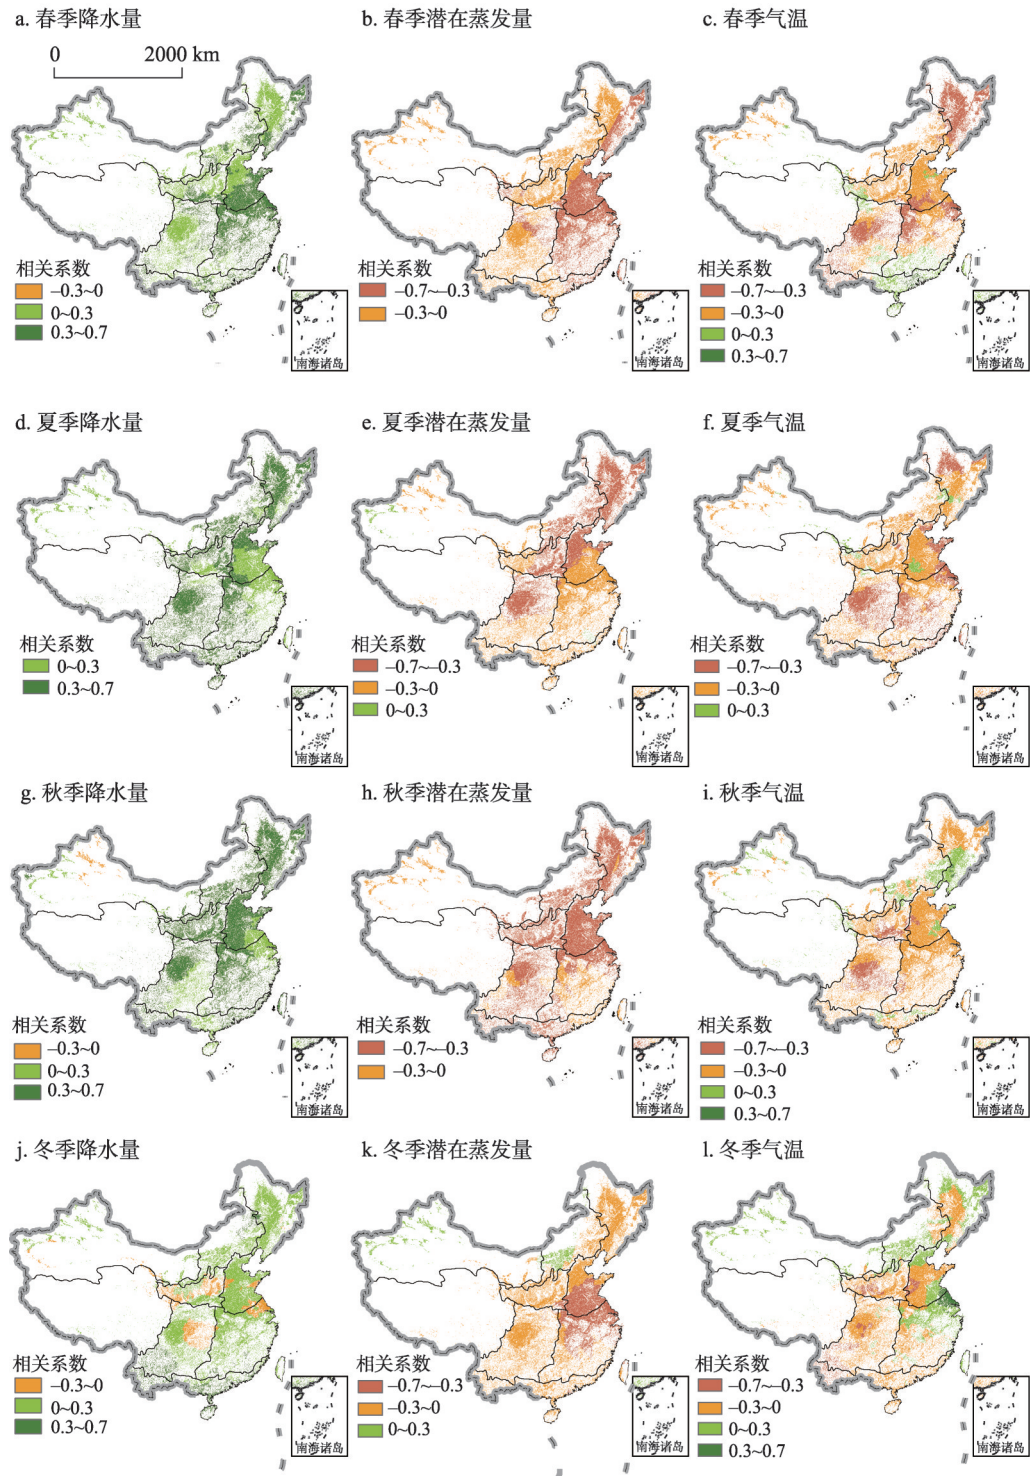 a. 春季降水量
b. 春季潜在蒸发量
c. 春季气温
0 2000 km
相关系数
–0.3~0
0~0.3
0.3~0.7
南海诸岛
相关系数
–0.7~–0.3
–0.3~0
南海诸岛
相关系数
–0.7~–0.3
–0.3~0
0~0.3
0.3~0.7
南海诸岛
d. 夏季降水量
e. 夏季潜在蒸发量
f. 夏季气温
相关系数
0~0.3
0.3~0.7
南海诸岛
相关系数
–0.7~–0.3
–0.3~0
0~0.3
南海诸岛
相关系数
–0.7~–0.3
–0.3~0
0~0.3
南海诸岛
g. 秋季降水量
h. 秋季潜在蒸发量
i. 秋季气温
相关系数
–0.3~0
0~0.3
0.3~0.7
南海诸岛
相关系数
–0.7~–0.3
–0.3~0
南海诸岛
相关系数
–0.7~–0.3
–0.3~0
0~0.3
0.3~0.7
南海诸岛
j. 冬季降水量
k. 冬季潜在蒸发量
l. 冬季气温
相关系数
–0.3~0
0~0.3
0.3~0.7
南海诸岛
相关系数
–0.7~–0.3
–0.3~0
0~0.3
南海诸岛
相关系数
–0.7~–0.3
–0.3~0
0~0.3
0.3~0.7
南海诸岛